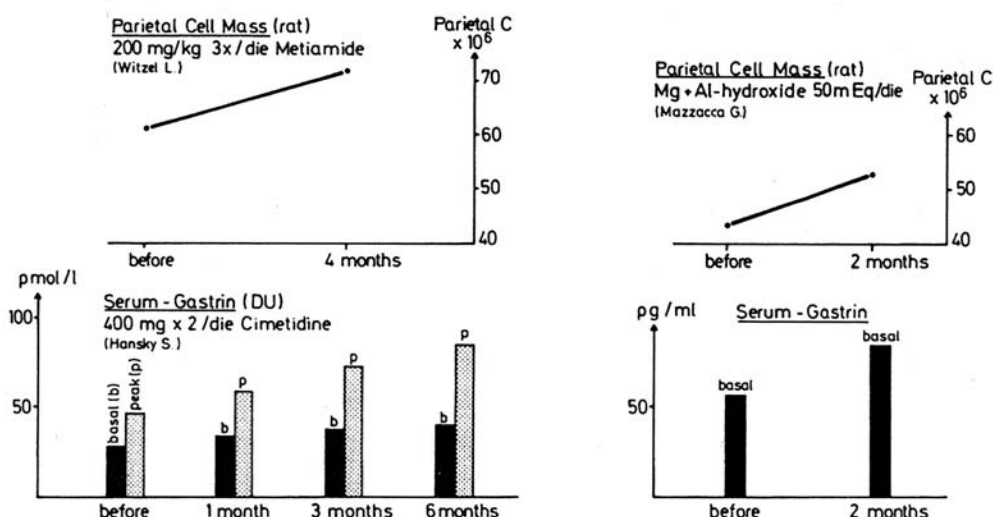 Parietal Cell Mass (rat)
200 mg/kg 3x/die Metiamide
(Witzel L.)
Parietal C
x 10⁶
70
60
50
40
before 4 months
Parietal Cell Mass (rat)
Mg + Al-hydroxide 50mEq/die
(Mazzacca G.)
Parietal C
x 10⁶
60
50
40
before 2 months
pmol/l
Serum - Gastrin (DU)
400 mg x 2/die Cimetidine
(Hansky S.)
100
50
basal(b)
peak(p)
b
p
b
p
b
p
before 1 month 3 months 6 months
pg/ml
Serum - Gastrin
50
basal
basal
before 2 months